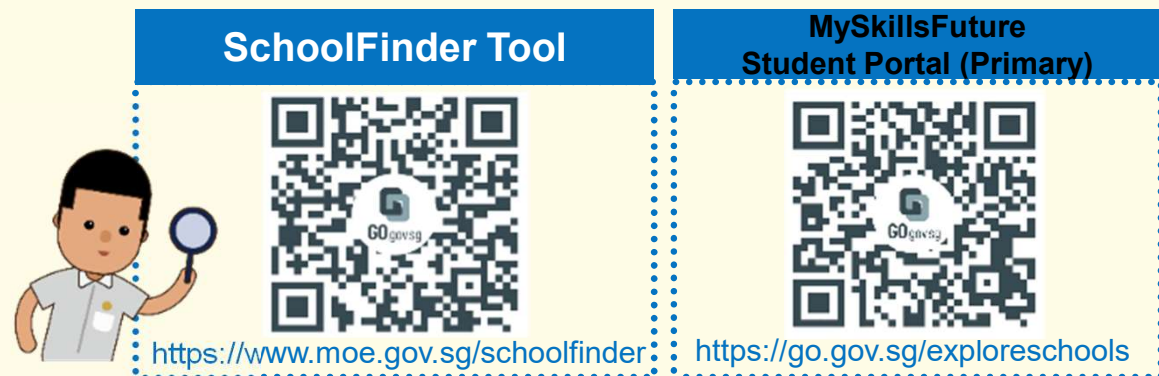 SchoolFinder Tool
MySkillsFuture
Student Portal (Primary)
GOgovsg
GOgovsg
https://www.moe.gov.sg/schoolfinder
https://go.gov.sg/exploreschools